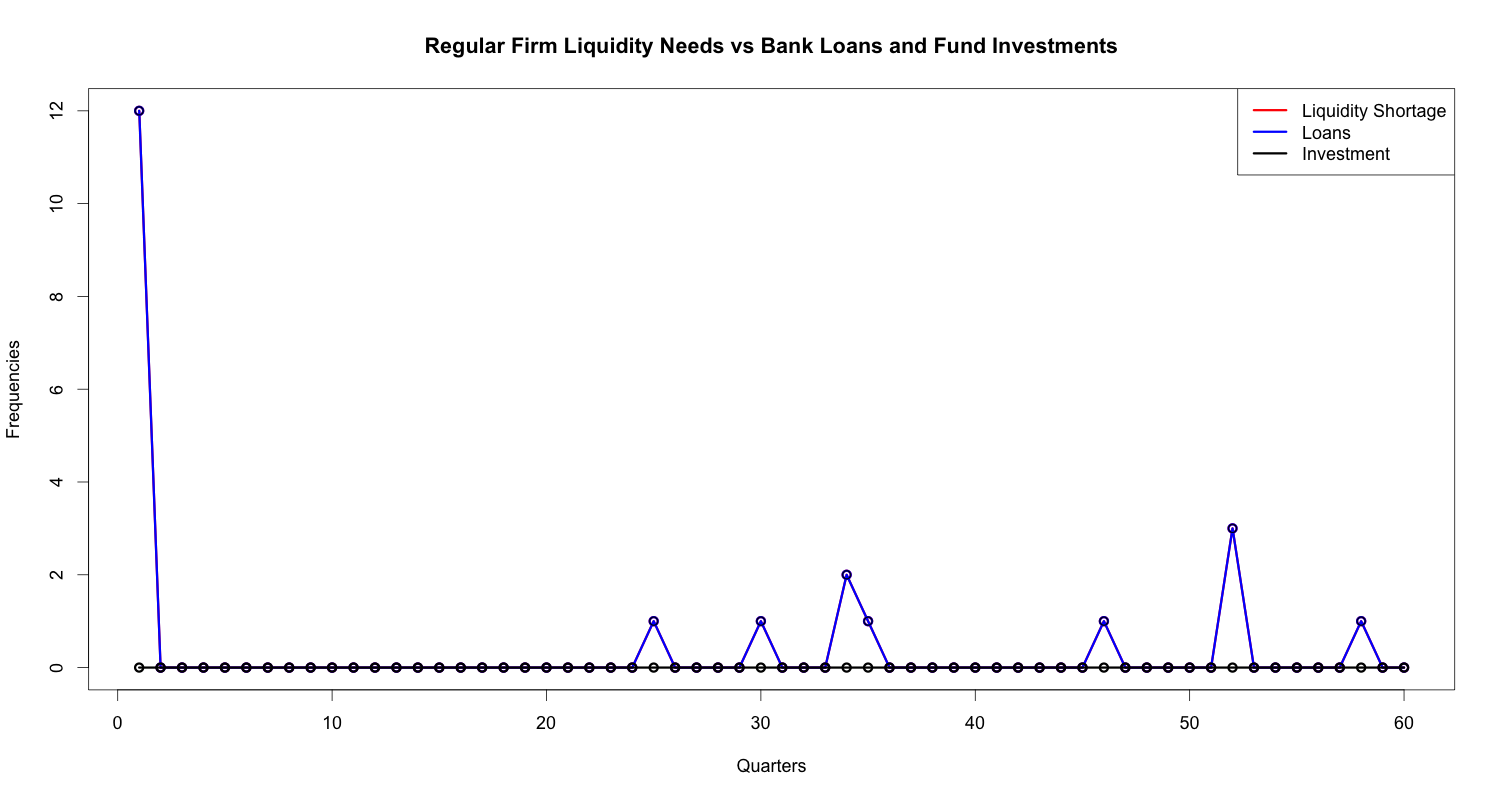 Regular Firm Liquidity Needs vs Bank Loans and Fund Investments
Liquidity Shortage
Loans
Investment
12
10
8
6
4
2
0
Frequencies
0 10 20 30 40 50 60
Quarters